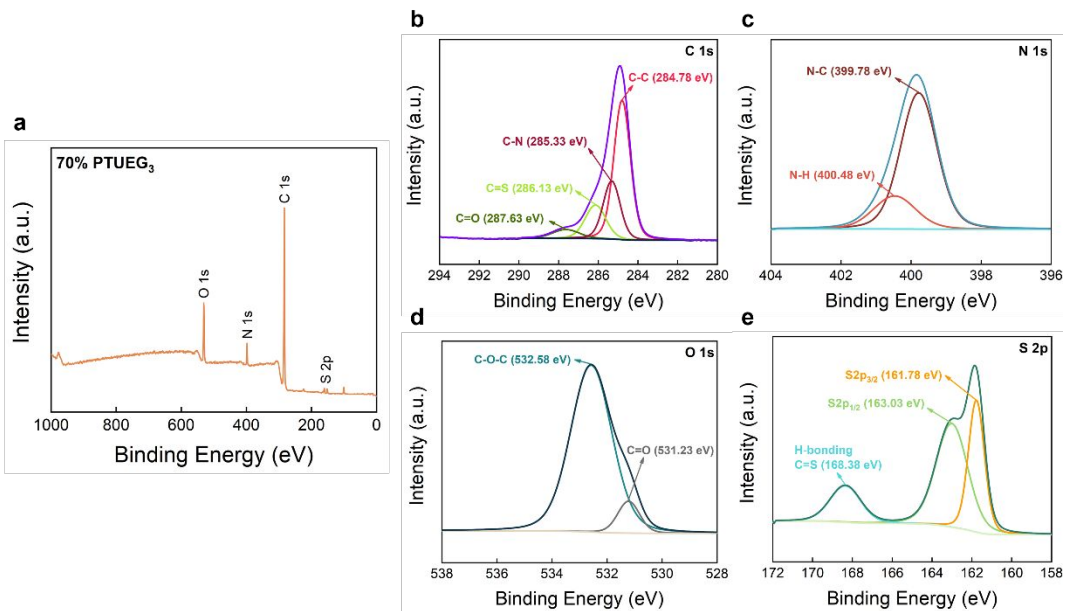 a
70% PTUEG₃
C 1s
O 1s
N 1s
S 2p
Intensity (a.u.)
1000 800 600 400 200 0
Binding Energy (eV)
b
C 1s
C-C (284.78 eV)
C-N (285.33 eV)
C=S (286.13 eV)
C=O (287.63 eV)
Intensity (a.u.)
294 292 290 288 286 284 282 280
Binding Energy (eV)
c
N 1s
N-C (399.78 eV)
N-H (400.48 eV)
Intensity (a.u.)
404 402 400 398 396
Binding Energy (eV)
d
O 1s
C-O-C (532.58 eV)
C=O (531.23 eV)
Intensity (a.u.)
538 536 534 532 530 528
Binding Energy (eV)
e
S 2p
S2p₃/₂ (161.78 eV)
S2p₁/₂ (163.03 eV)
H-bonding
C=S (168.38 eV)
Intensity (a.u.)
172 170 168 166 164 162 160 158
Binding Energy (eV)